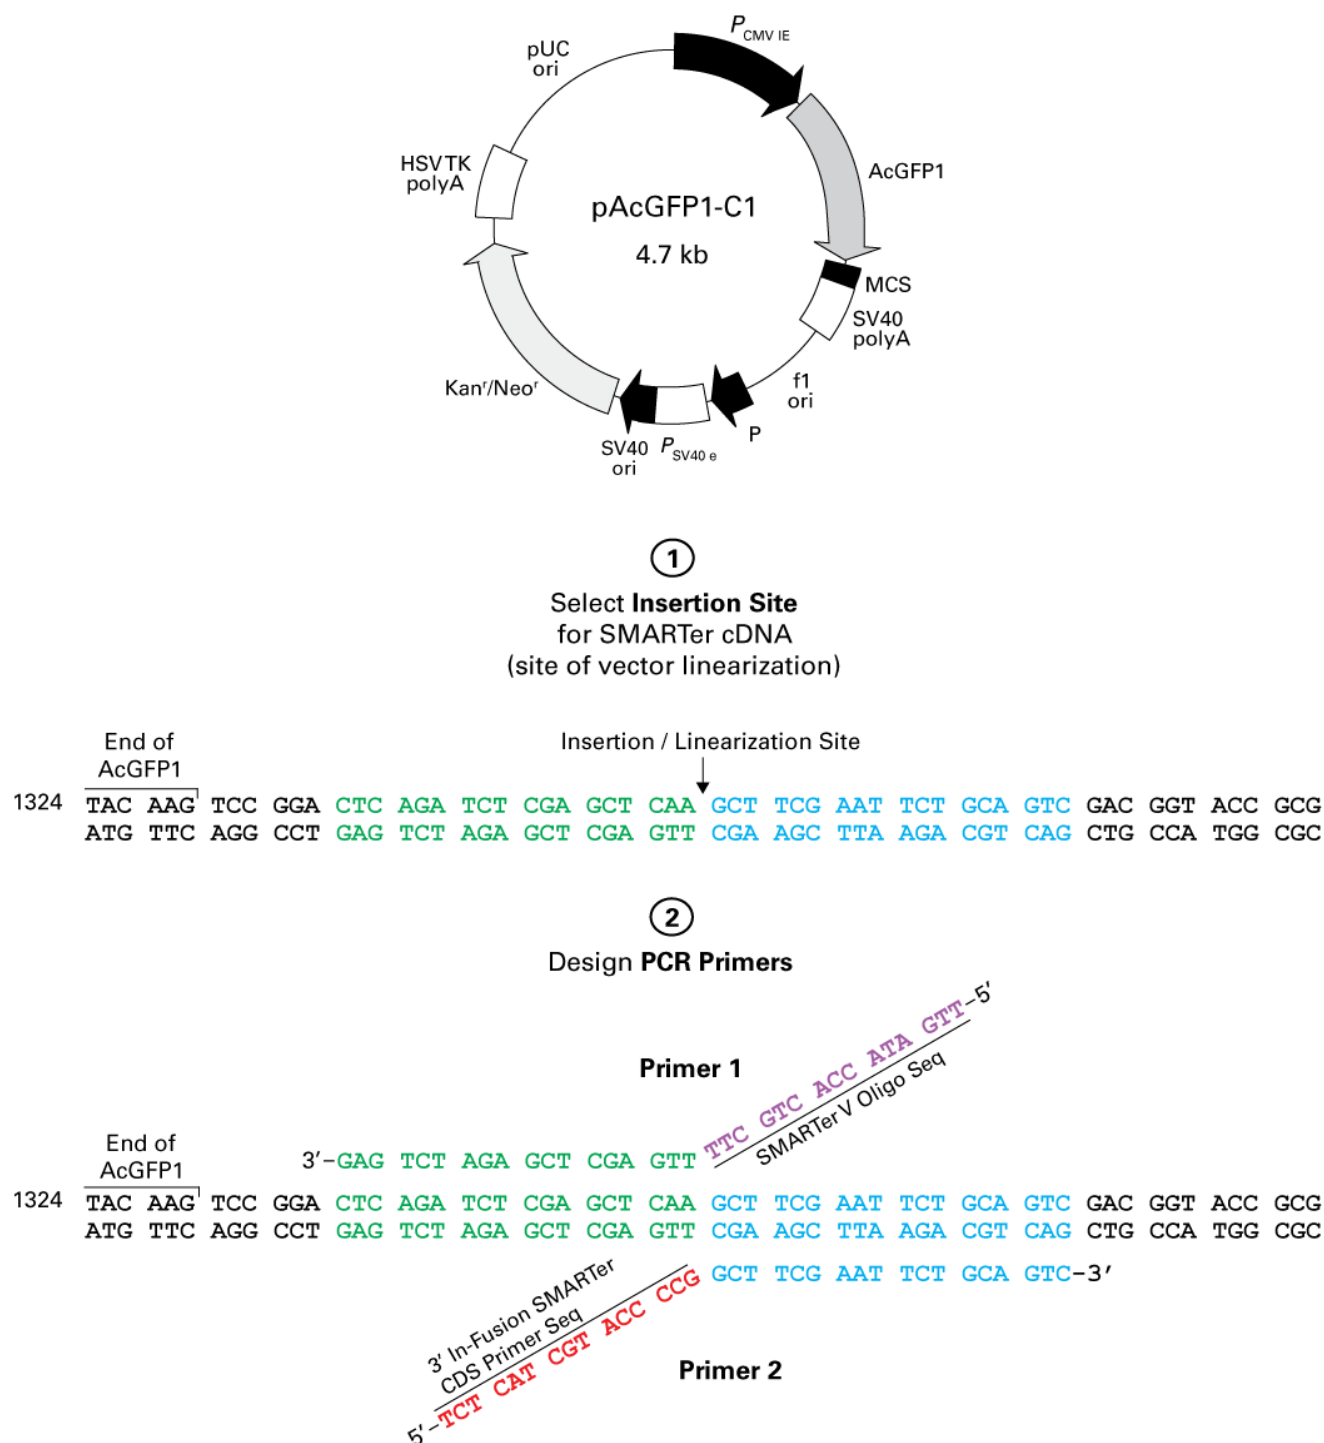 P CMV IE
pUC
ori
AcGFP1
HSVTK
polyA
pAcGFP1-C1
4.7 kb
MCS
SV40
polyA
Kanʳ/Neoʳ
f1
ori
P
SV40
ori
P SV40 e
1
Select Insertion Site
for SMARTer cDNA
(site of vector linearization)
End of
AcGFP1
Insertion / Linearization Site
1324 TAC AAG TCC GGA CTC AGA TCT CGA GCT CAA GCT TCG AAT TCT GCA GTC GAC GGT ACC GCG
ATG TTC AGG CCT GAG TCT AGA GCT CGA GTT CGA AGC TTA AGA CGT CAG CTG CCA TGG CGC
2
Design PCR Primers
Primer 1
TTC GTC ACC ATA GTT–5′
SMARTer V Oligo Seq
End of
AcGFP1
3′–GAG TCT AGA GCT CGA GTT
1324 TAC AAG TCC GGA CTC AGA TCT CGA GCT CAA GCT TCG AAT TCT GCA GTC GAC GGT ACC GCG
ATG TTC AGG CCT GAG TCT AGA GCT CGA GTT CGA AGC TTA AGA CGT CAG CTG CCA TGG CGC
GCT TCG AAT TCT GCA GTC–3′
3′ In-Fusion SMARTer
CDS Primer Seq
5′–TCT CAT CGT ACC CCG
Primer 2